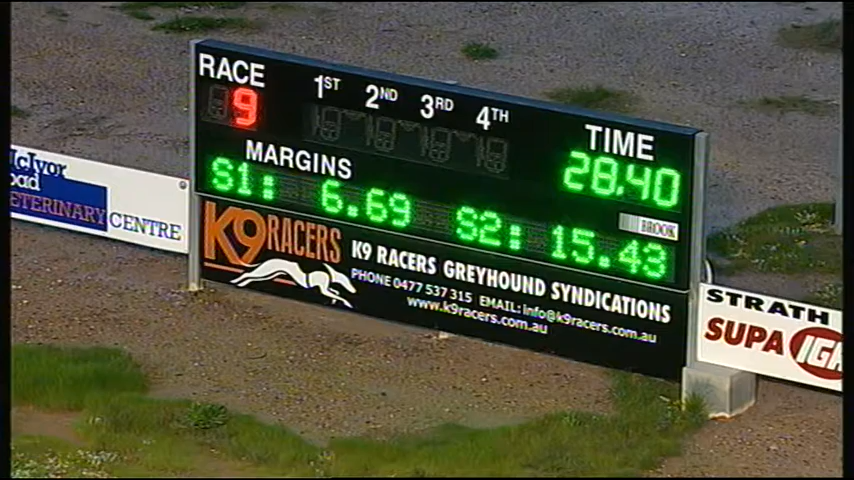 RACE 1ST 2ND 3RD 4TH
9
TIME
28.40
MARGINS
S1: 6.69 S2: 15.43
BROOK
McIvor
VETERINARY
CENTRE
K9 RACERS
K9 RACERS GREYHOUND SYNDICATIONS
PHONE 0477 537 315 EMAIL: info@k9racers.com.au
www.k9racers.com.au
STRATH
SUPA IGA